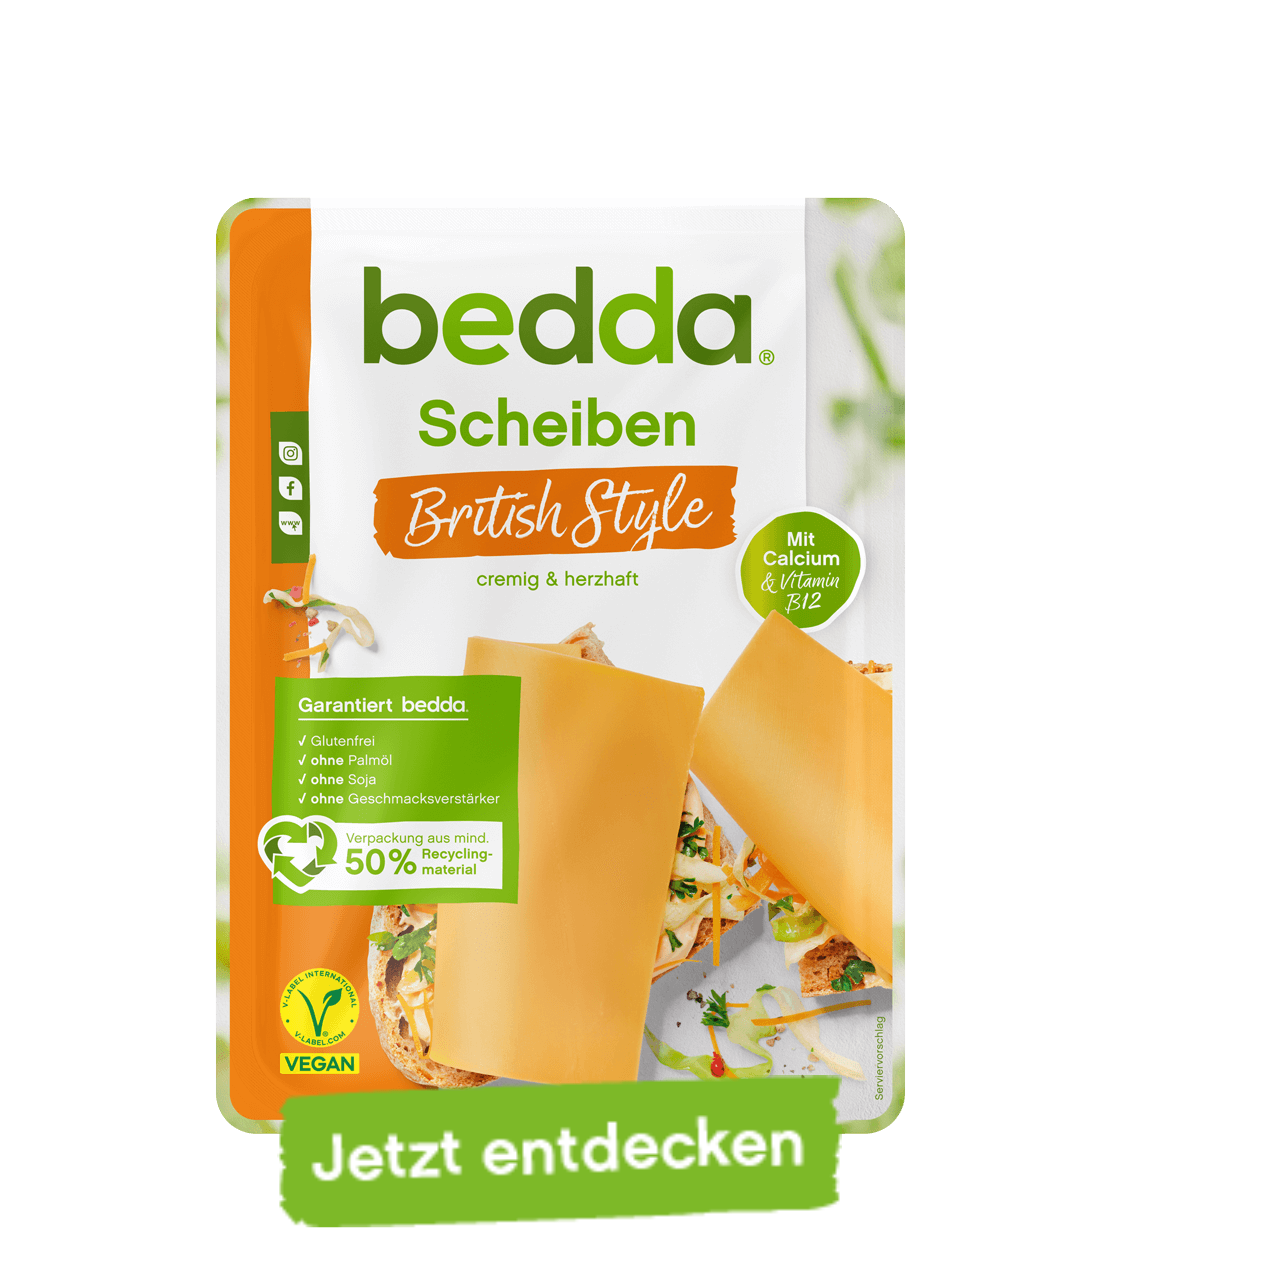 bedda®
Scheiben
British Style
cremig & herzhaft
www
Mit
Calcium
& Vitamin
B12
Garantiert bedda.
✓ Glutenfrei
✓ ohne Palmöl
✓ ohne Soja
✓ ohne Geschmacksverstärker
Verpackung aus mind.
50% Recycling-
material
V-LABEL INTERNATIONAL
• V-LABEL.COM •
VEGAN
Serviervorschlag
Jetzt entdecken